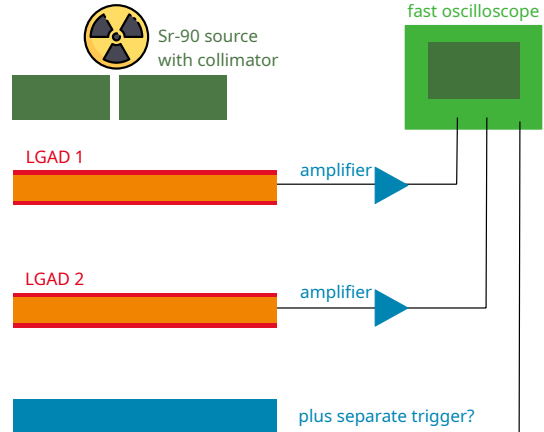 fast oscilloscope
Sr-90 source
with collimator
LGAD 1
amplifier
LGAD 2
amplifier
plus separate trigger?